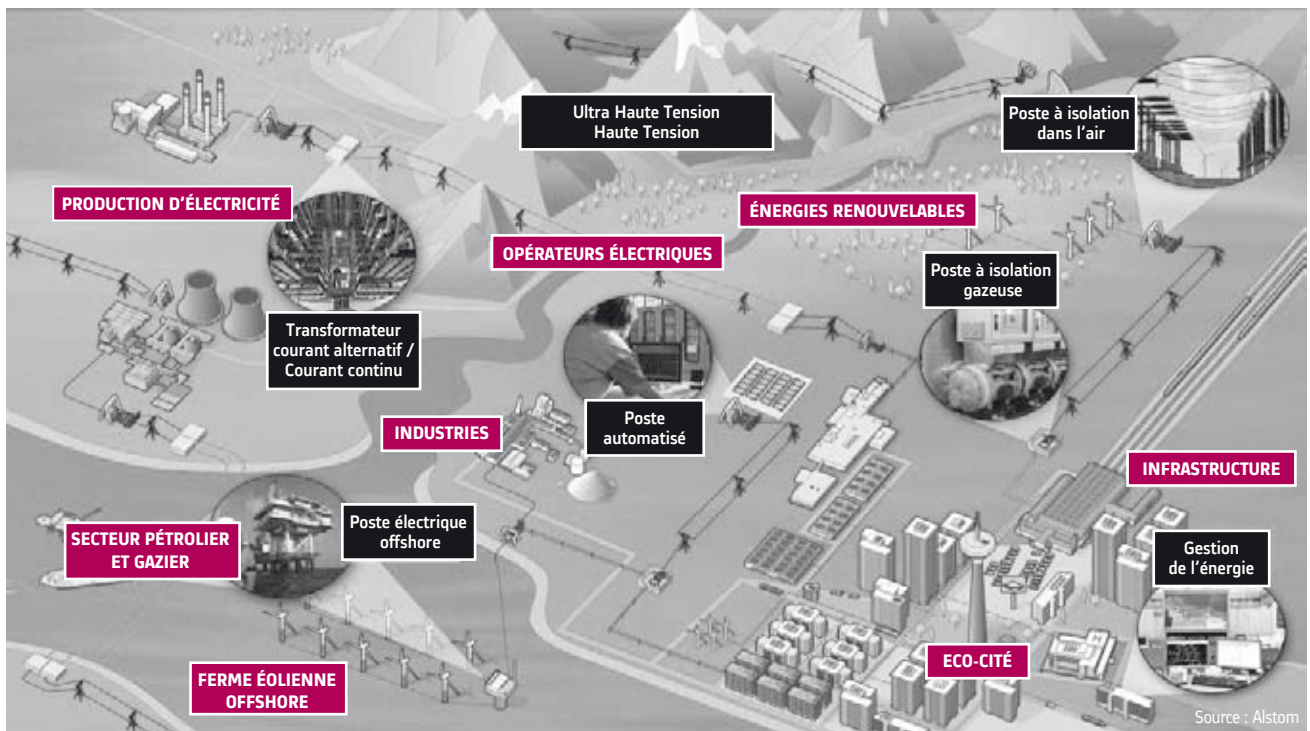 Ultra Haute Tension
Haute Tension
Poste à isolation
dans l'air
PRODUCTION D'ÉLECTRICITÉ
ÉNERGIES RENOUVELABLES
OPÉRATEURS ÉLECTRIQUES
Poste à isolation
gazeuse
Transformateur
courant alternatif /
Courant continu
Poste
automatisé
INDUSTRIES
INFRASTRUCTURE
SECTEUR PÉTROLIER
ET GAZIER
Poste électrique
offshore
Gestion
de l'énergie
ECO-CITÉ
FERME ÉOLIENNE
OFFSHORE
Source : Alstom